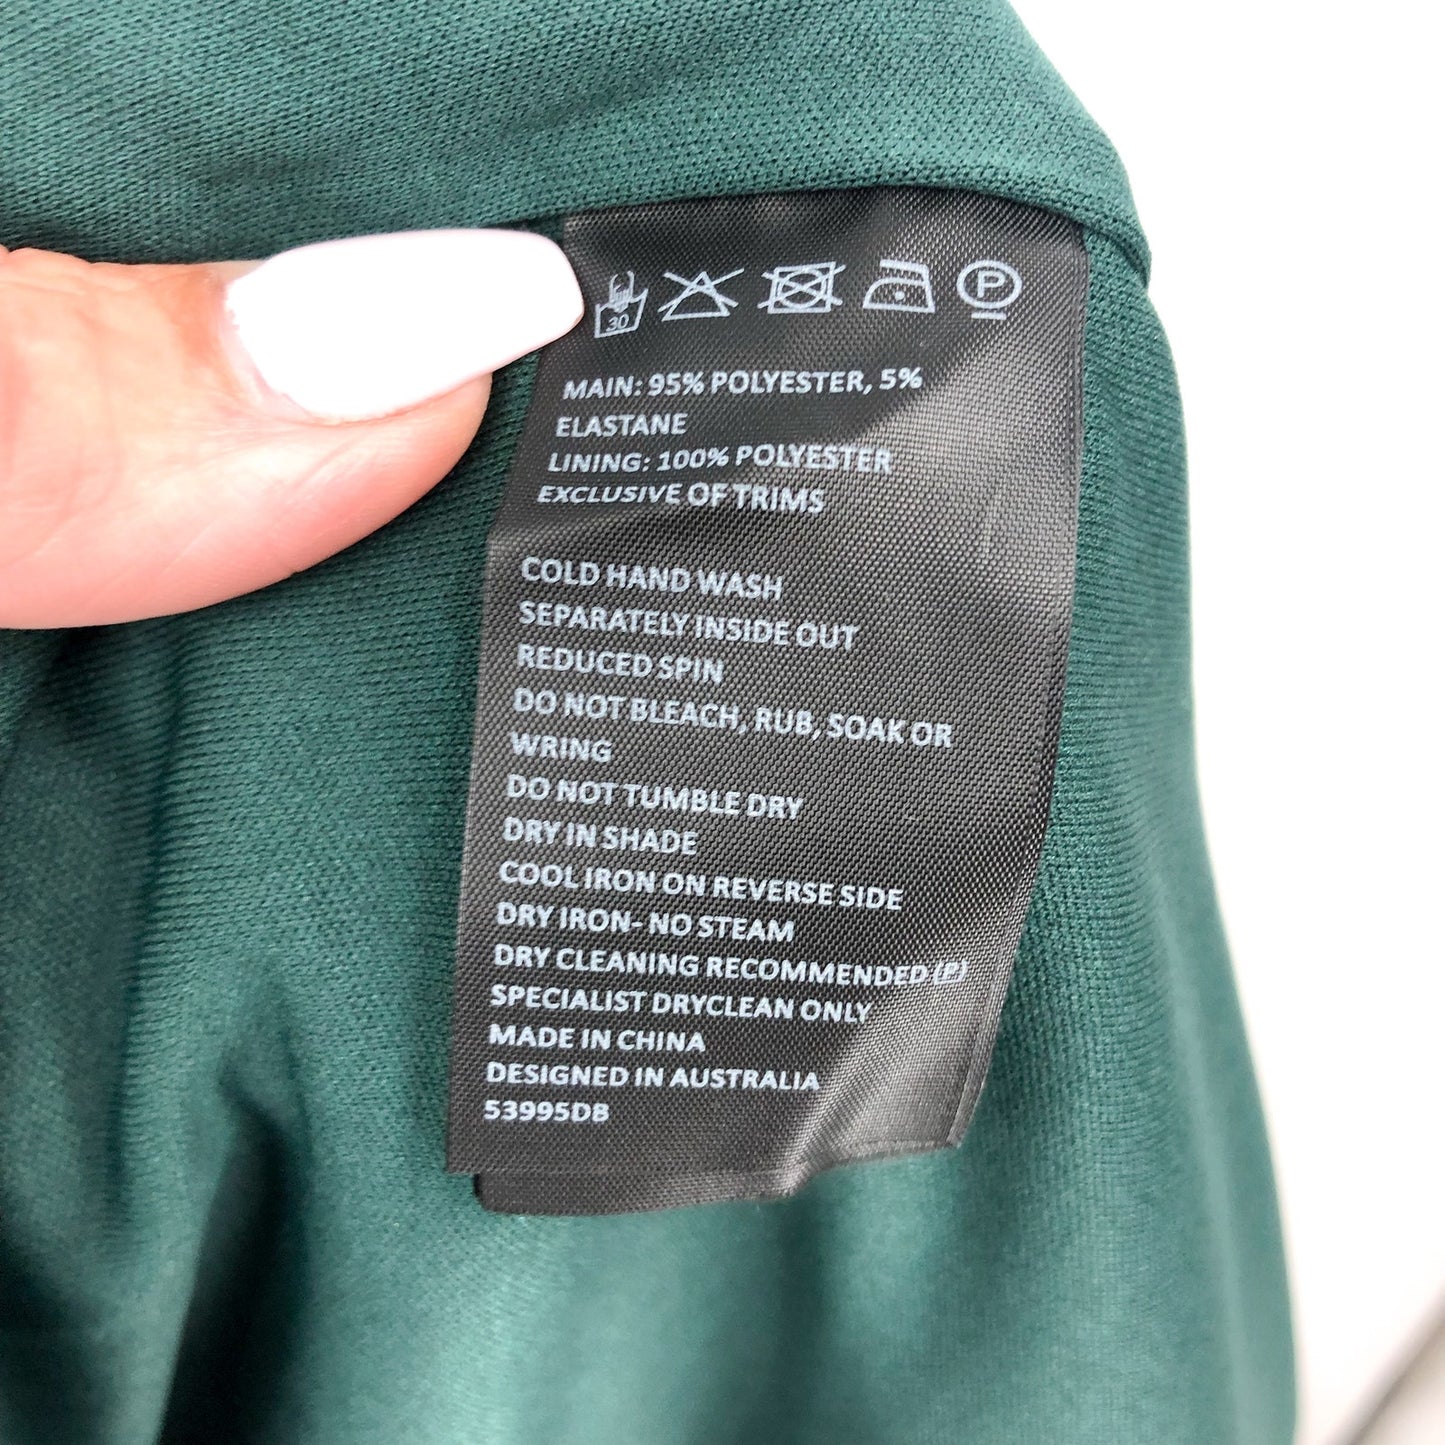 30
P
MAIN: 95% POLYESTER, 5%
ELASTANE
LINING: 100% POLYESTER
EXCLUSIVE OF TRIMS
COLD HAND WASH
SEPARATELY INSIDE OUT
REDUCED SPIN
DO NOT BLEACH, RUB, SOAK OR
WRING
DO NOT TUMBLE DRY
DRY IN SHADE
COOL IRON ON REVERSE SIDE
DRY IRON- NO STEAM
DRY CLEANING RECOMMENDED (P)
SPECIALIST DRYCLEAN ONLY
MADE IN CHINA
DESIGNED IN AUSTRALIA
53995DB